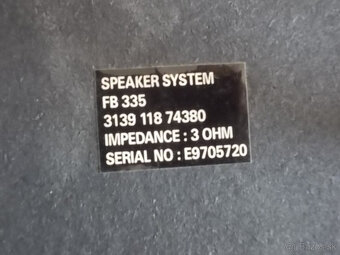 SPEAKER SYSTEM
FB 335
3139 118 74380
IMPEDANCE : 3 OHM
SERIAL NO : E9705720